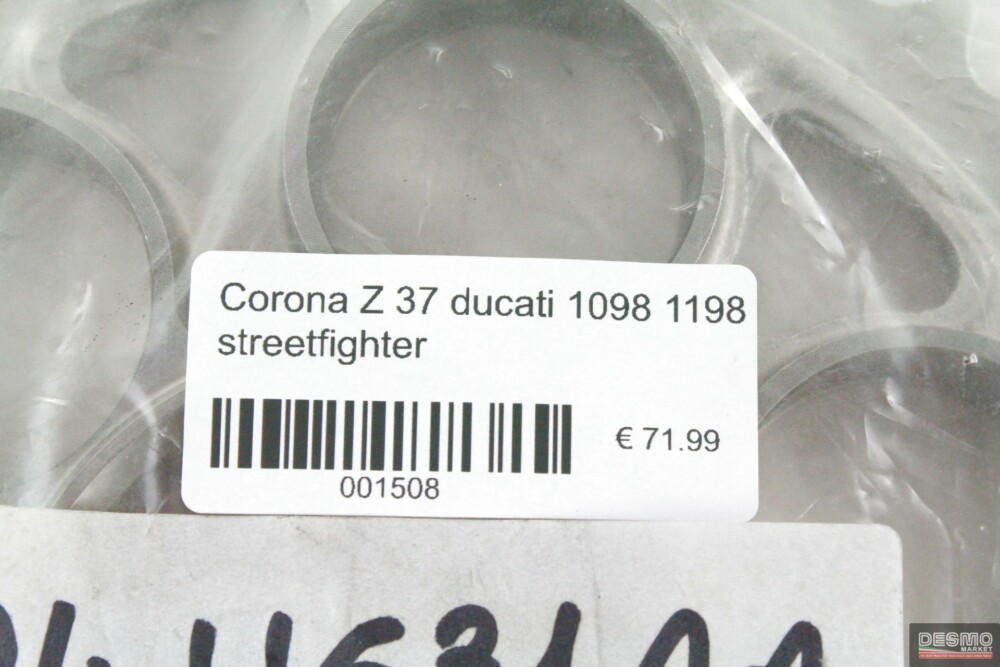 Corona Z 37 ducati 1098 1198
streetfighter
€ 71.99
001508
DESMO
MARKET